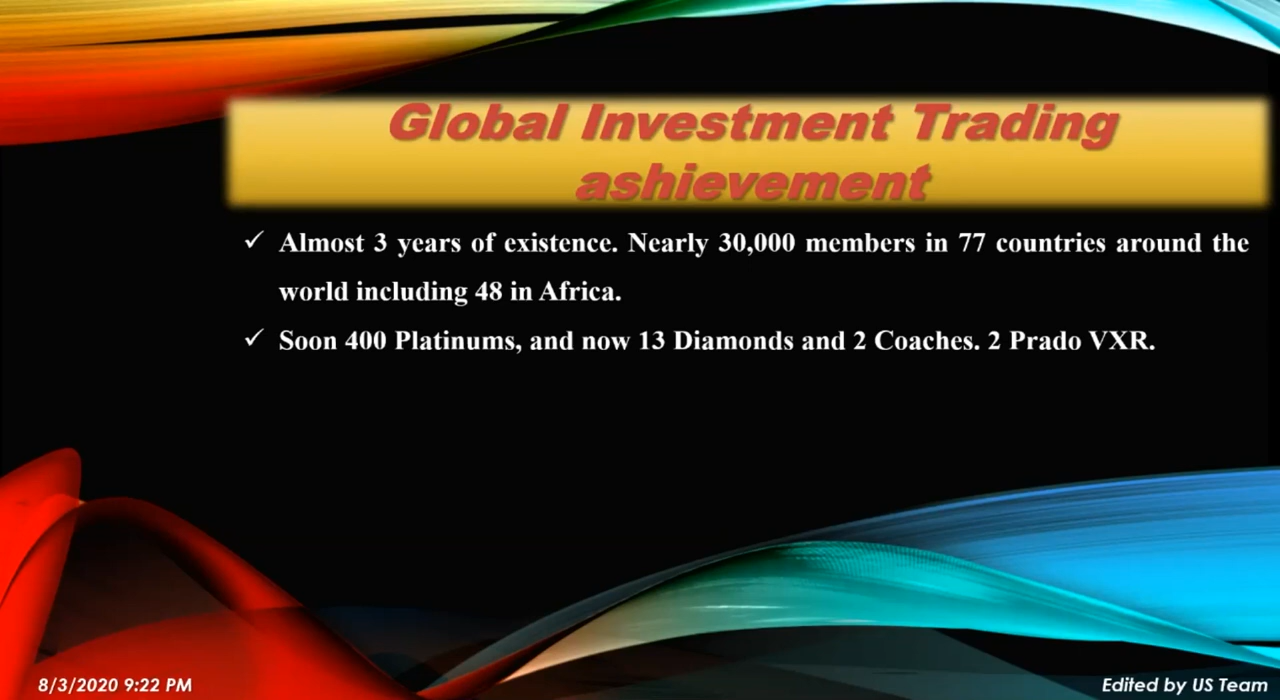 Global Investment Trading
ashievement
✓ Almost 3 years of existence. Nearly 30,000 members in 77 countries around the
world including 48 in Africa.
✓ Soon 400 Platinums, and now 13 Diamonds and 2 Coaches. 2 Prado VXR.
8/3/2020 9:22 PM
Edited by US Team